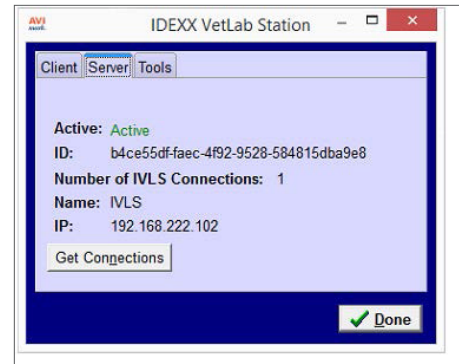 AVI
mark.
IDEXX VetLab Station
Client Server Tools
Active: Active
ID: b4ce55df-faec-4f92-9528-584815dba9e8
Number of IVLS Connections: 1
Name: IVLS
IP: 192.168.222.102
Get Connections
Done